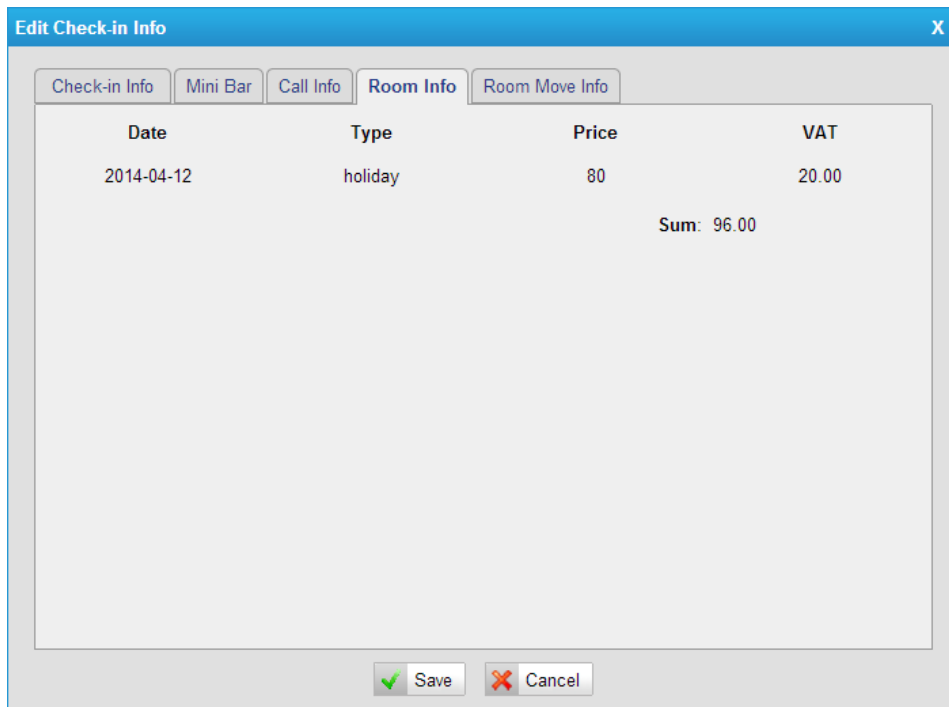 Edit Check-in Info X
Check-in Info Mini Bar Call Info Room Info Room Move Info
Date Type Price VAT
2014-04-12 holiday 80 20.00
Sum: 96.00
Save Cancel